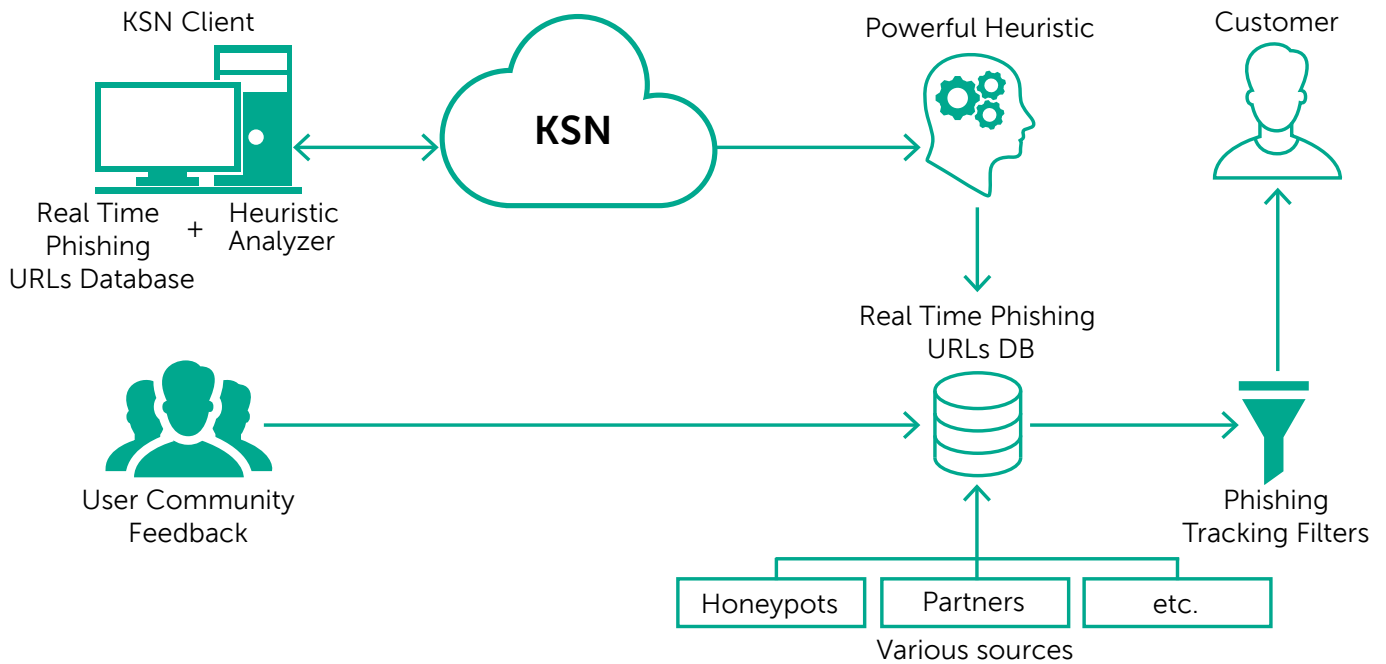 KSN Client
KSN
Powerful Heuristic
Customer
Real Time
Phishing
URLs Database
+
Heuristic
Analyzer
Real Time Phishing
URLs DB
User Community
Feedback
Phishing
Tracking Filters
Honeypots
Partners
etc.
Various sources